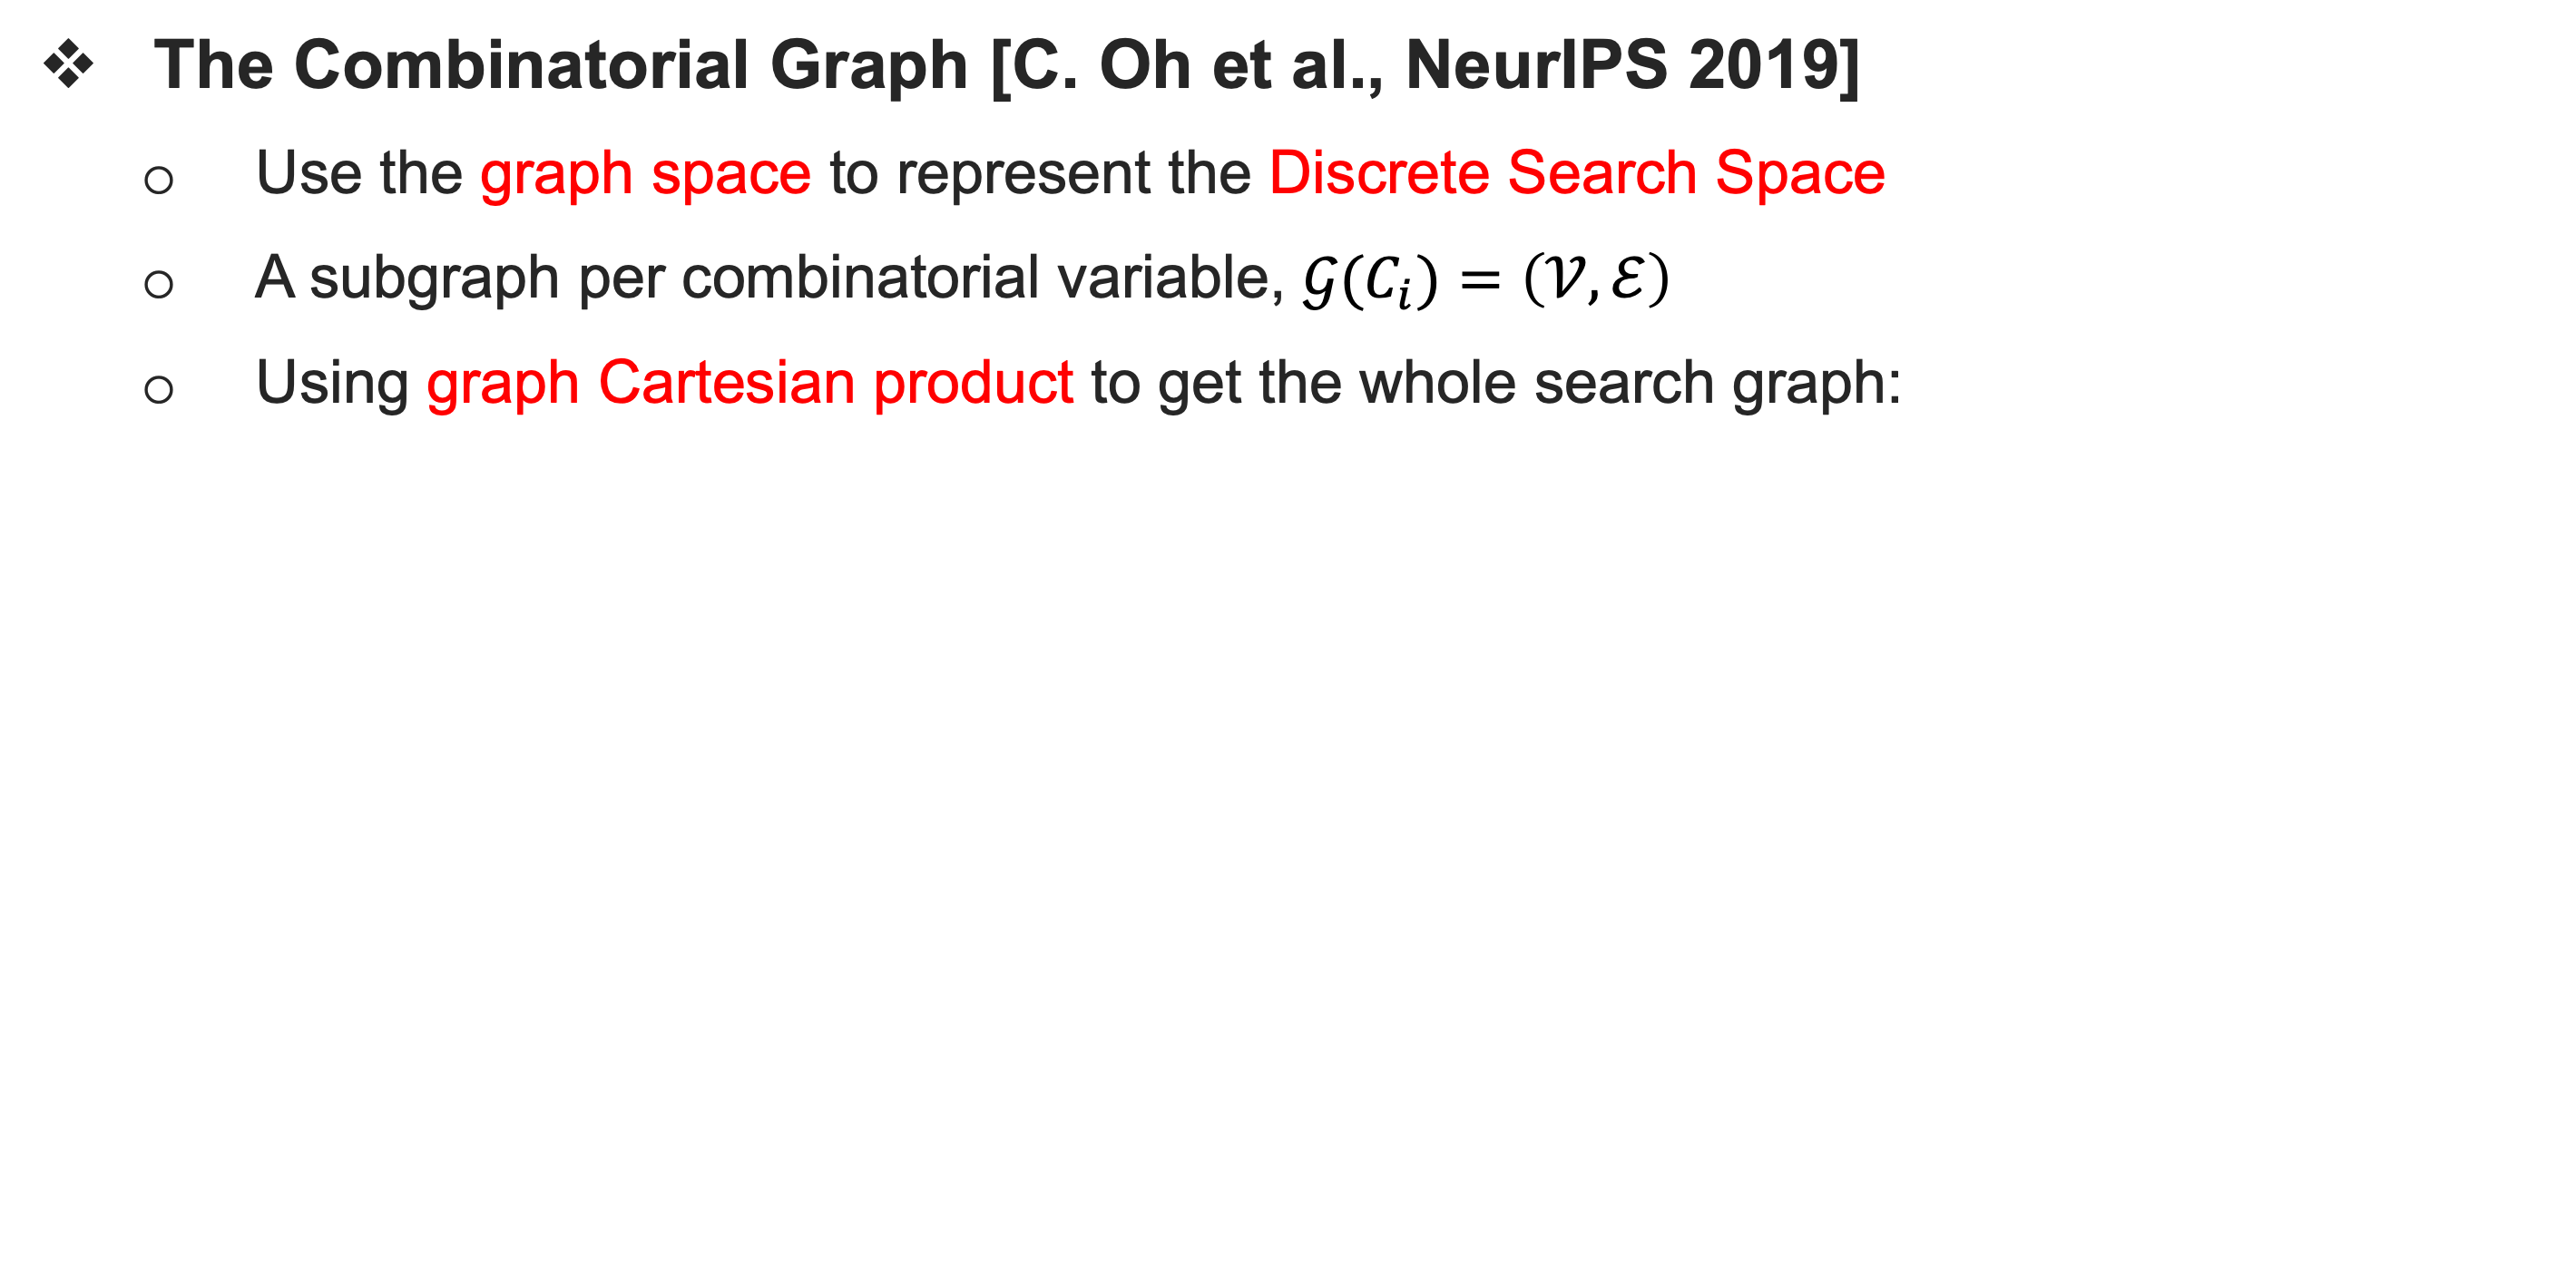 ❖ The Combinatorial Graph [C. Oh et al., NeurIPS 2019]
○ Use the graph space to represent the Discrete Search Space
○ A subgraph per combinatorial variable, 𝒢(𝐶ᵢ) = (𝒱, ℰ)
○ Using graph Cartesian product to get the whole search graph: